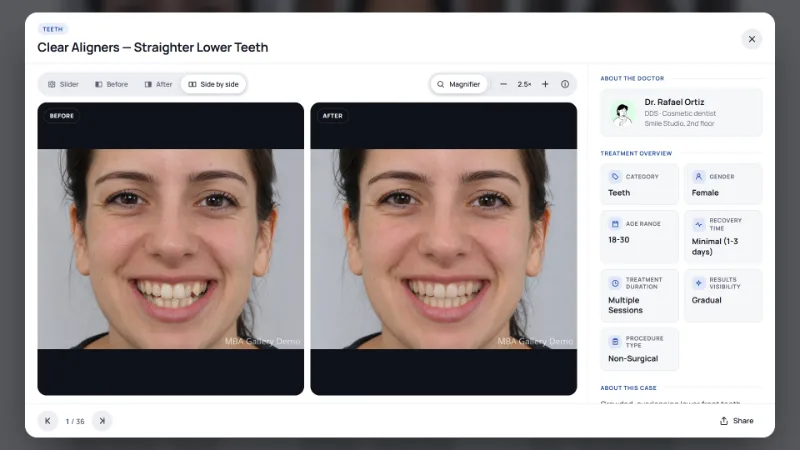 TEETH
Clear Aligners — Straighter Lower Teeth
Slider
Before
After
Side by side
Magnifier
2.5×
BEFORE
AFTER
MBA Gallery Demo
MBA Gallery Demo
ABOUT THE DOCTOR
Dr. Rafael Ortiz
DDS · Cosmetic dentist
Smile Studio, 2nd floor
TREATMENT OVERVIEW
CATEGORY
Teeth
GENDER
Female
AGE RANGE
18-30
RECOVERY
TIME
Minimal (1-3
days)
TREATMENT
DURATION
Multiple
Sessions
RESULTS
VISIBILITY
Gradual
PROCEDURE
TYPE
Non-Surgical
ABOUT THIS CASE
1 / 36
Share